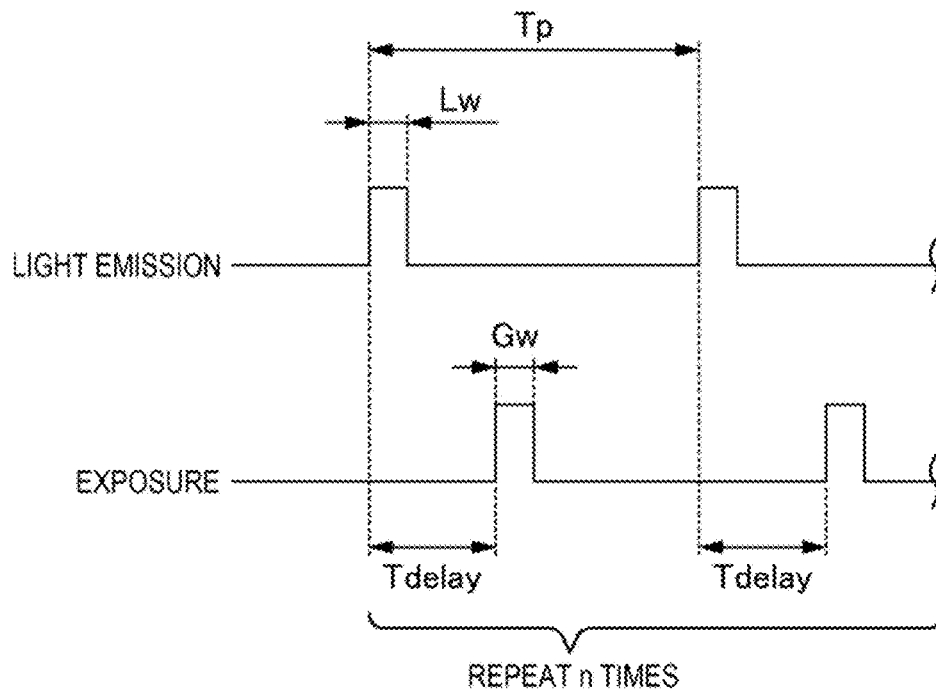 Tp
Lw
LIGHT EMISSION
Gw
EXPOSURE
Tdelay Tdelay
REPEAT n TIMES